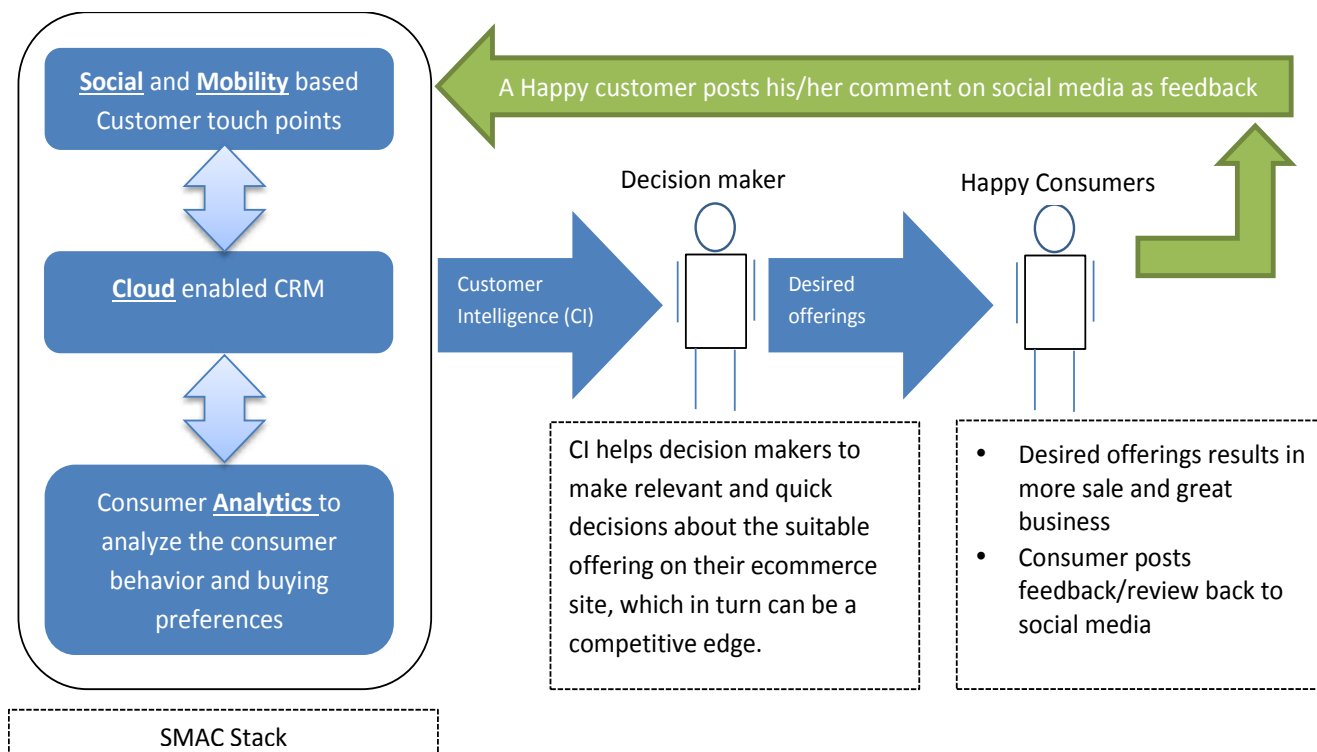 Social and Mobility based
Customer touch points
Cloud enabled CRM
Consumer Analytics to
analyze the consumer
behavior and buying
preferences
SMAC Stack
A Happy customer posts his/her comment on social media as feedback
Customer
Intelligence (CI)
Decision maker
CI helps decision makers to
make relevant and quick
decisions about the suitable
offering on their ecommerce
site, which in turn can be a
competitive edge.
Desired
offerings
Happy Consumers
• Desired offerings results in
more sale and great
business
• Consumer posts
feedback/review back to
social media